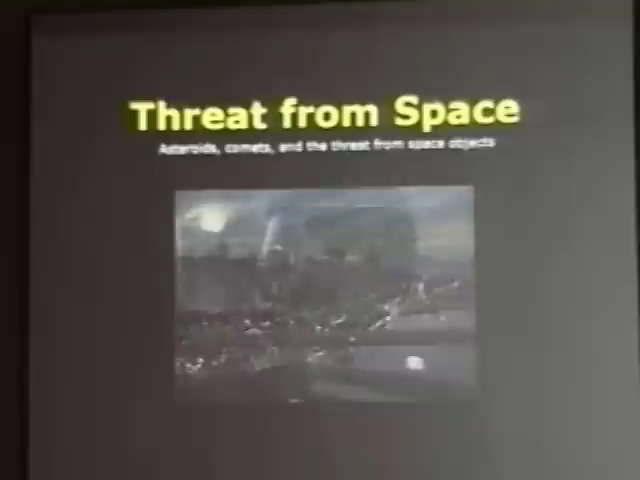 Threat from Space
Asteroids, comets, and the threat from space objects